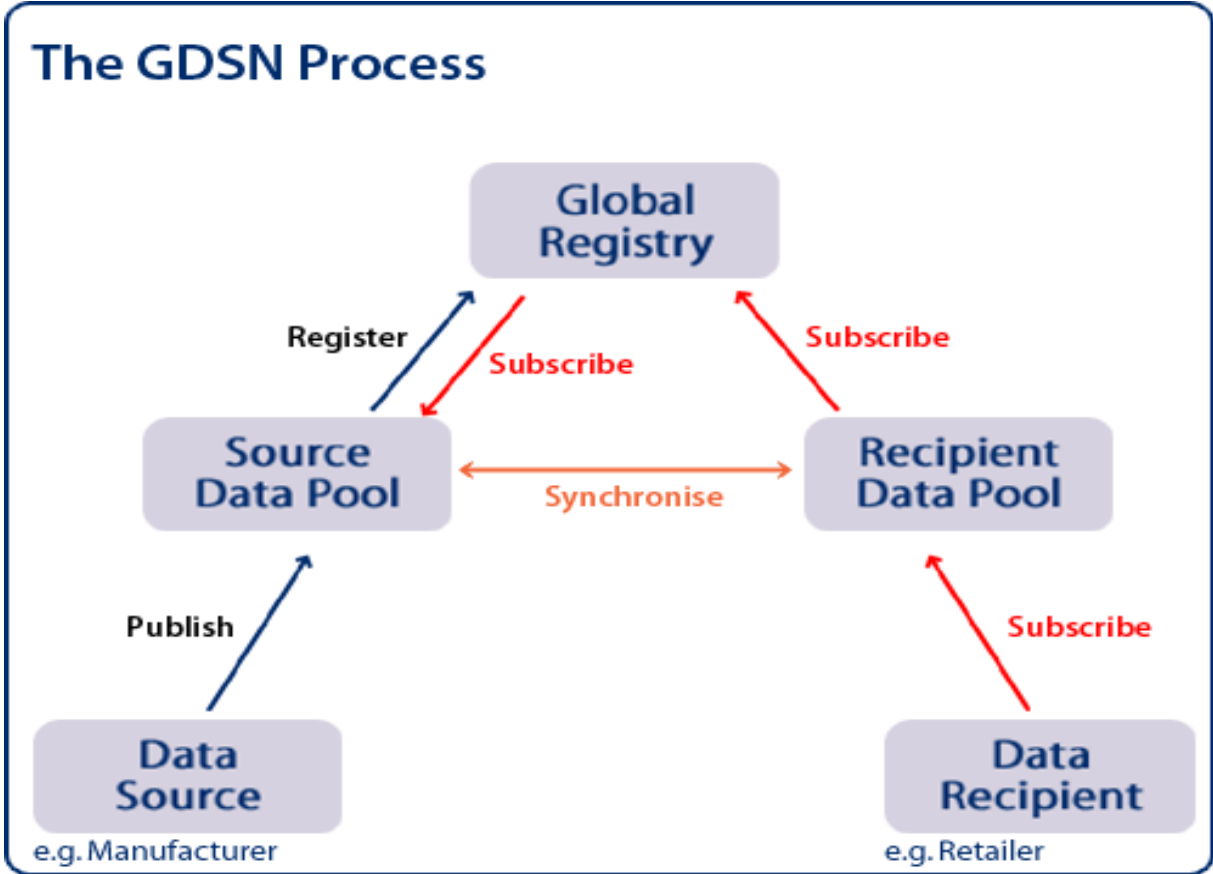 The GDSN Process
Global
Registry
Register
Subscribe
Subscribe
Source
Data Pool
Recipient
Data Pool
Synchronise
Publish
Subscribe
Data
Source
Data
Recipient
e.g. Manufacturer
e.g. Retailer